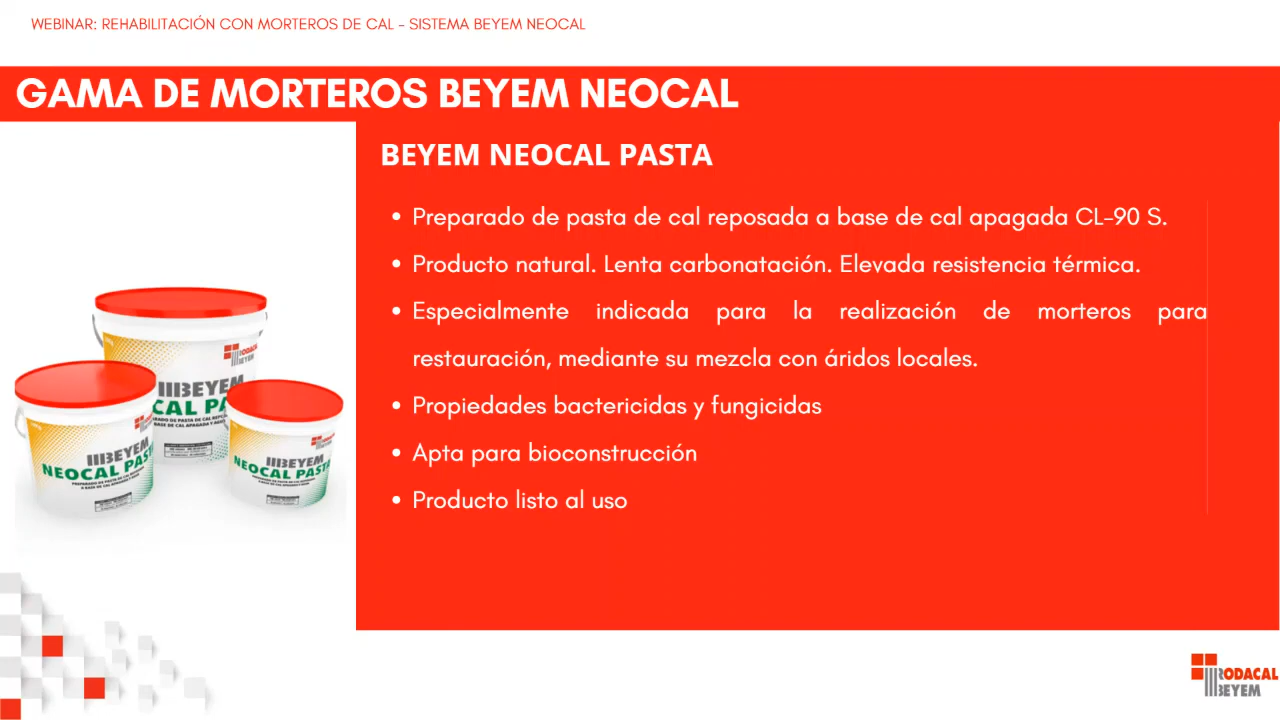 WEBINAR: REHABILITACIÓN CON MORTEROS DE CAL - SISTEMA BEYEM NEOCAL
GAMA DE MORTEROS BEYEM NEOCAL
BEYEM NEOCAL PASTA
• Preparado de pasta de cal reposada a base de cal apagada CL-90 S.
• Producto natural. Lenta carbonatación. Elevada resistencia térmica.
• Especialmente indicada para la realización de morteros para
restauración, mediante su mezcla con áridos locales.
• Propiedades bactericidas y fungicidas
• Apta para bioconstrucción
• Producto listo al uso
RODACAL
BEYEM
BEYEM
CAL PA
BEYEM
NEOCAL PASTA
BEYEM
NEOCAL PASTA
RODACAL
BEYEM